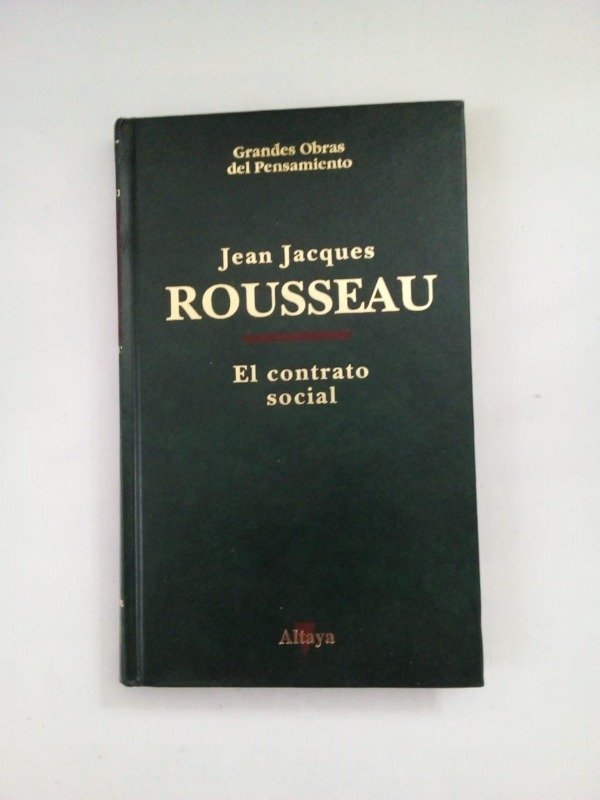 Grandes Obras
del Pensamiento
Jean Jacques
ROUSSEAU
El contrato
social
Altaya